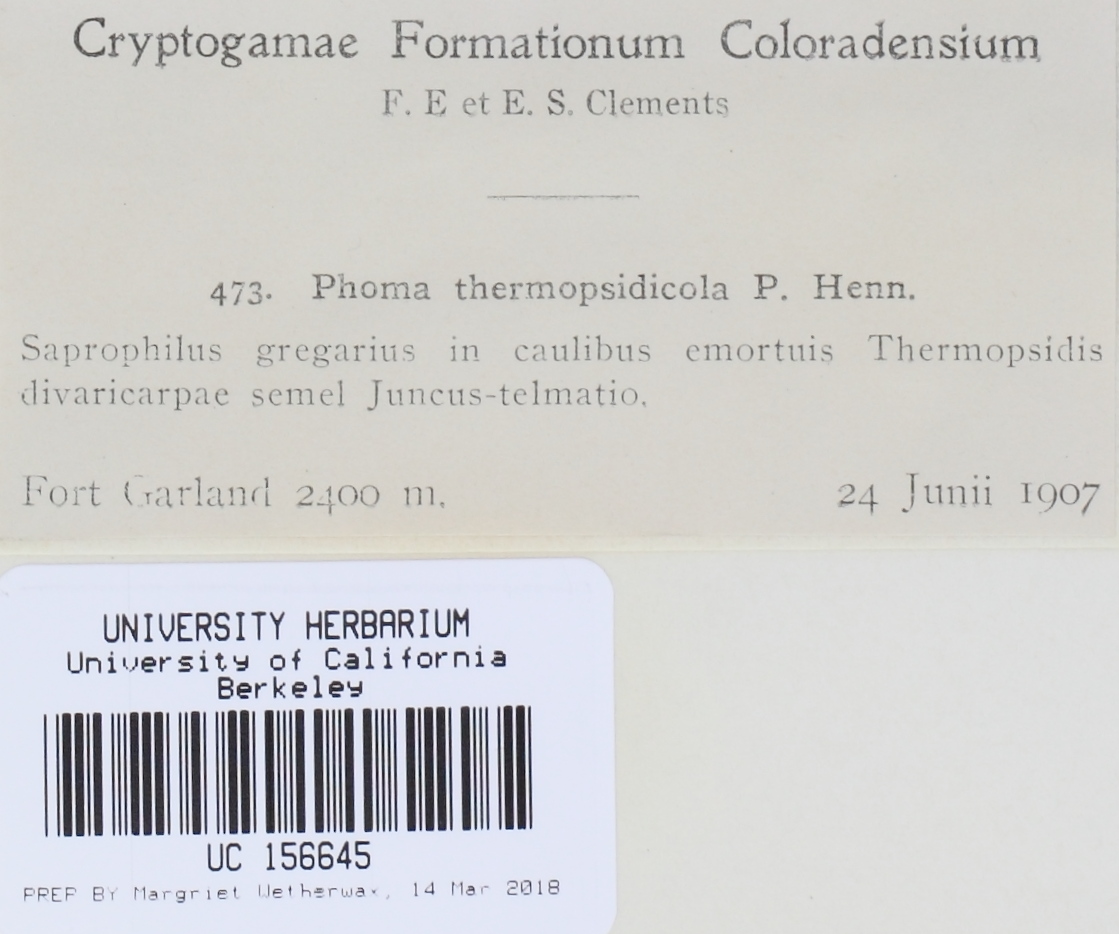 Cryptogamae Formationum Coloradensium
F. E et E. S. Clements
473. Phoma thermopsidicola P. Henn.
Saprophilus gregarius in caulibus emortuis Thermopsidis
divaricarpae semel Juncus-telmatio.
Fort Garland 2400 m. 24 Junii 1907
UNIVERSITY HERBARIUM
University of California
Berkeley
UC 156645
PREP BY Margriet Wetherwax, 14 Mar 2018